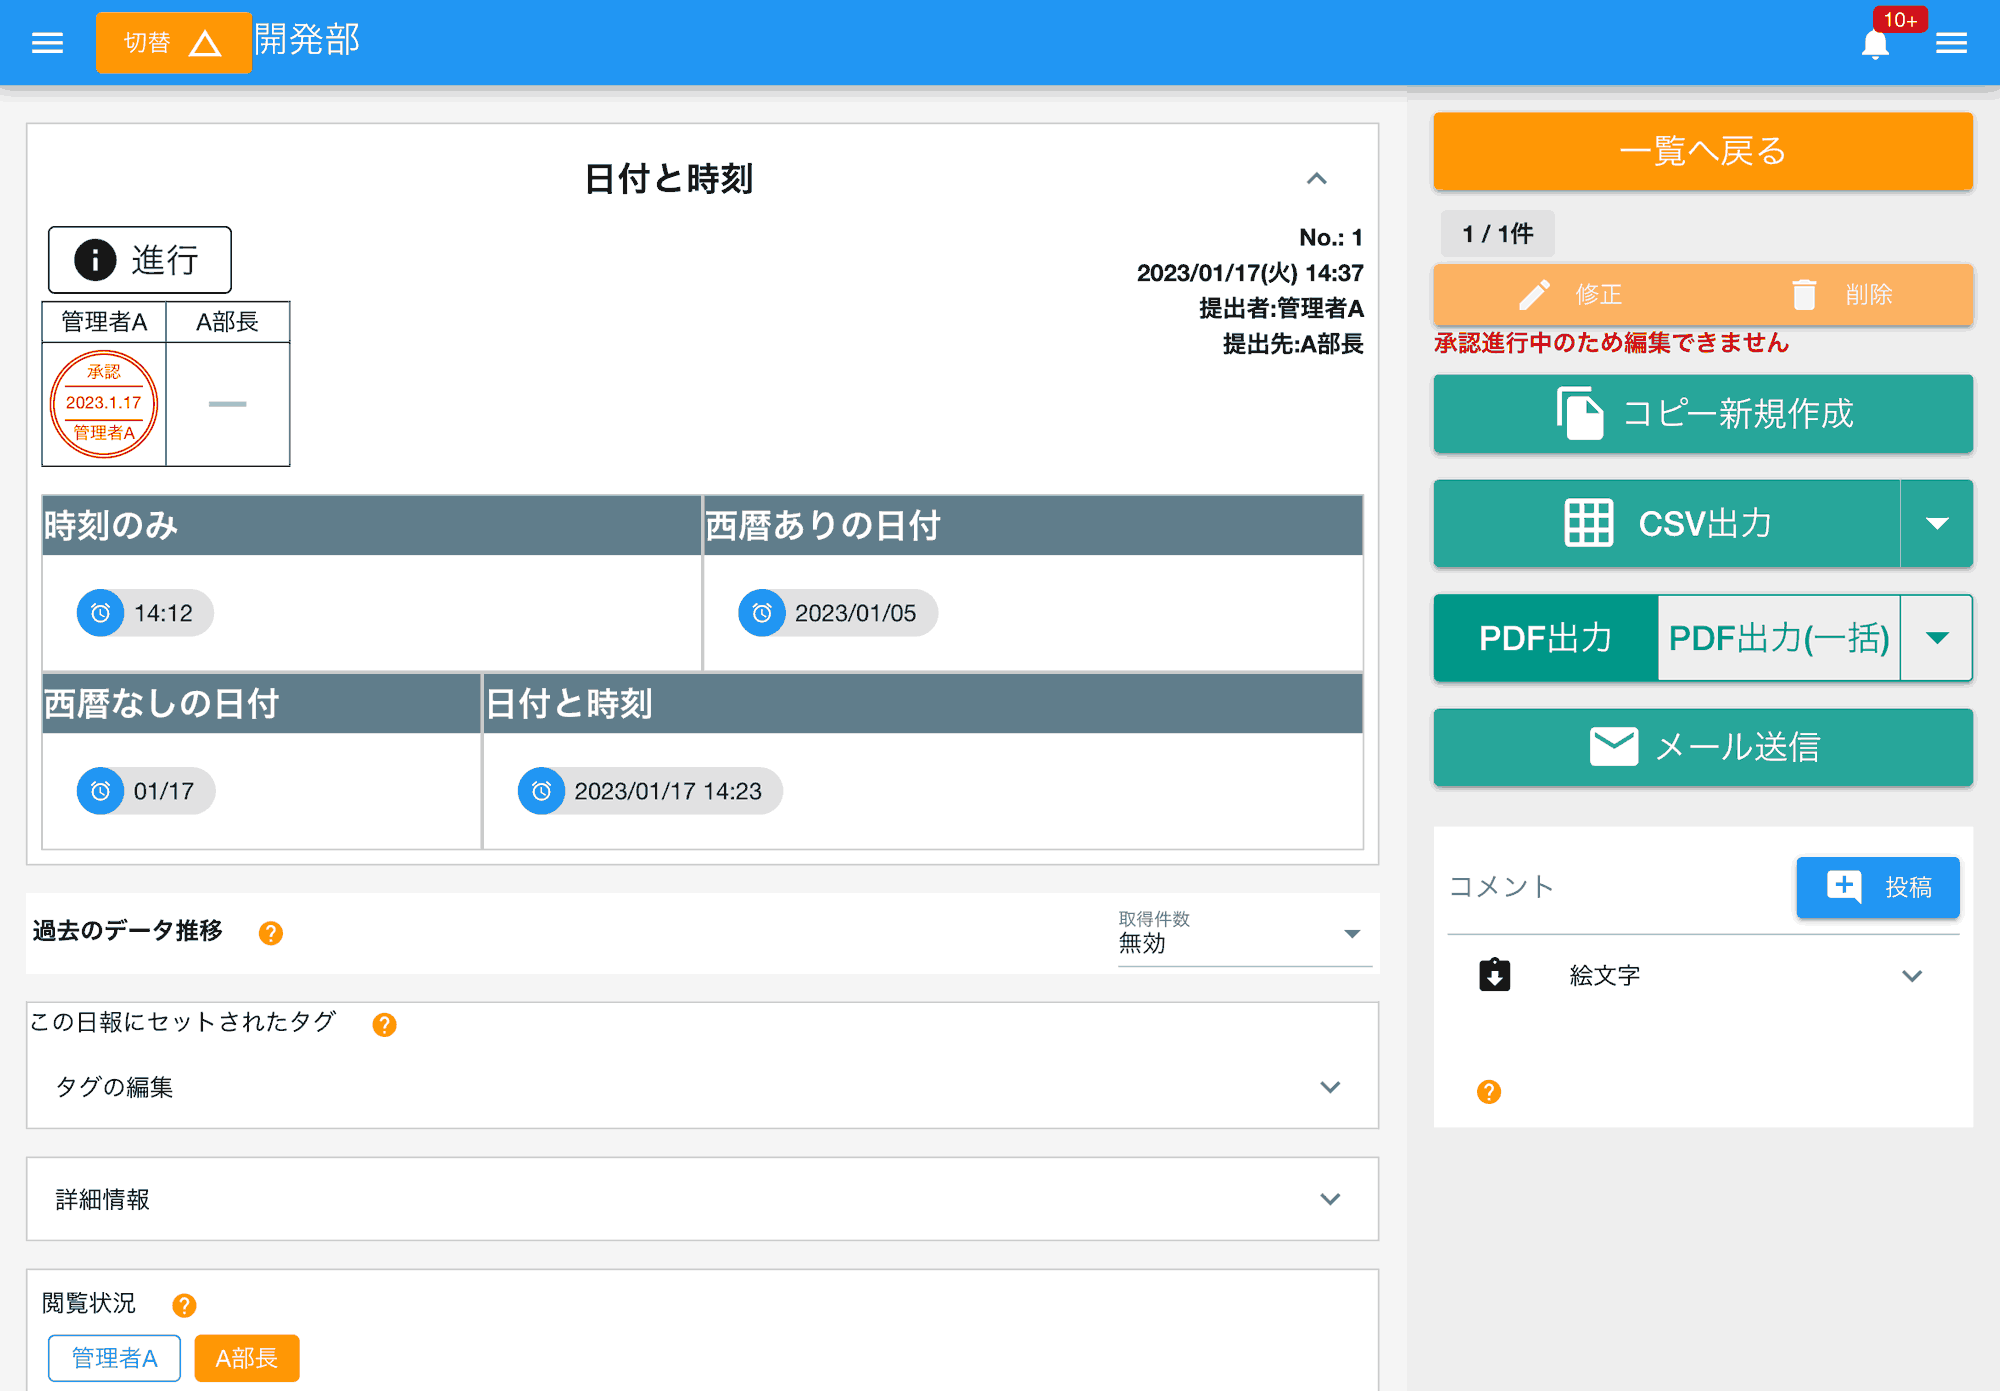 切替
開発部
10+
日付と時刻
進行
No.: 1
2023/01/17(火) 14:37
提出者:管理者A
提出先:A部長
管理者A
A部長
承認
2023.1.17
管理者A
時刻のみ
西暦ありの日付
14:12
2023/01/05
西暦なしの日付
日付と時刻
01/17
2023/01/17 14:23
過去のデータ推移
取得件数
無効
この日報にセットされたタグ
タグの編集
詳細情報
閲覧状況
管理者A
A部長
一覧へ戻る
1 / 1件
修正
削除
承認進行中のため編集できません
コピー新規作成
CSV出力
PDF出力
PDF出力(一括)
メール送信
コメント
投稿
絵文字